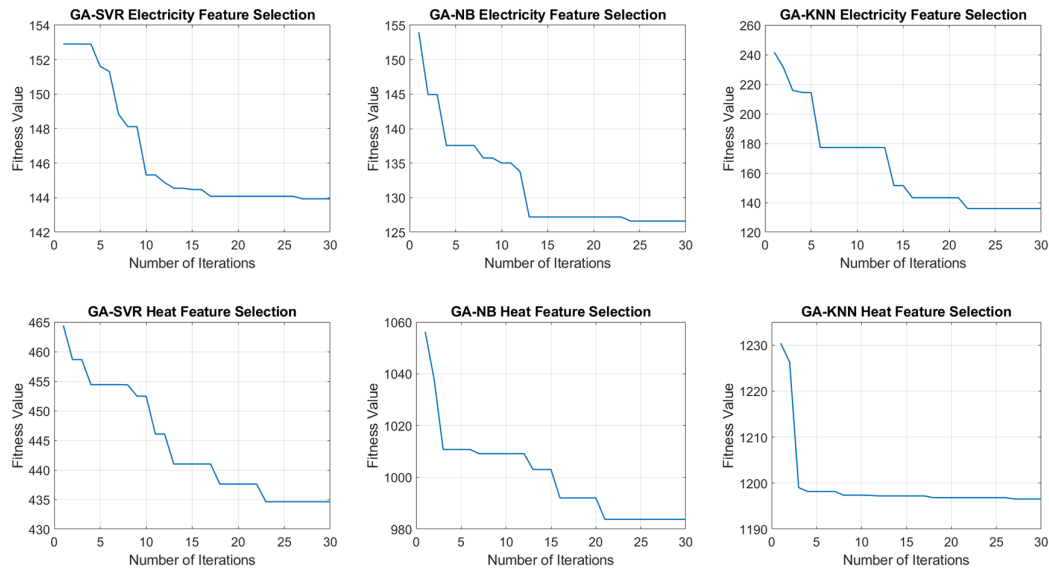 GA-SVR Electricity Feature Selection
154
152
150
148
146
144
142
Fitness Value
0 5 10 15 20 25 30
Number of Iterations
GA-NB Electricity Feature Selection
155
150
145
140
135
130
125
Fitness Value
0 5 10 15 20 25 30
Number of Iterations
GA-KNN Electricity Feature Selection
260
240
220
200
180
160
140
120
Fitness Value
0 5 10 15 20 25 30
Number of Iterations
GA-SVR Heat Feature Selection
465
460
455
450
445
440
435
430
Fitness Value
0 5 10 15 20 25 30
Number of Iterations
GA-NB Heat Feature Selection
1060
1040
1020
1000
980
Fitness Value
0 5 10 15 20 25 30
Number of Iterations
GA-KNN Heat Feature Selection
1230
1220
1210
1200
1190
Fitness Value
0 5 10 15 20 25 30
Number of Iterations